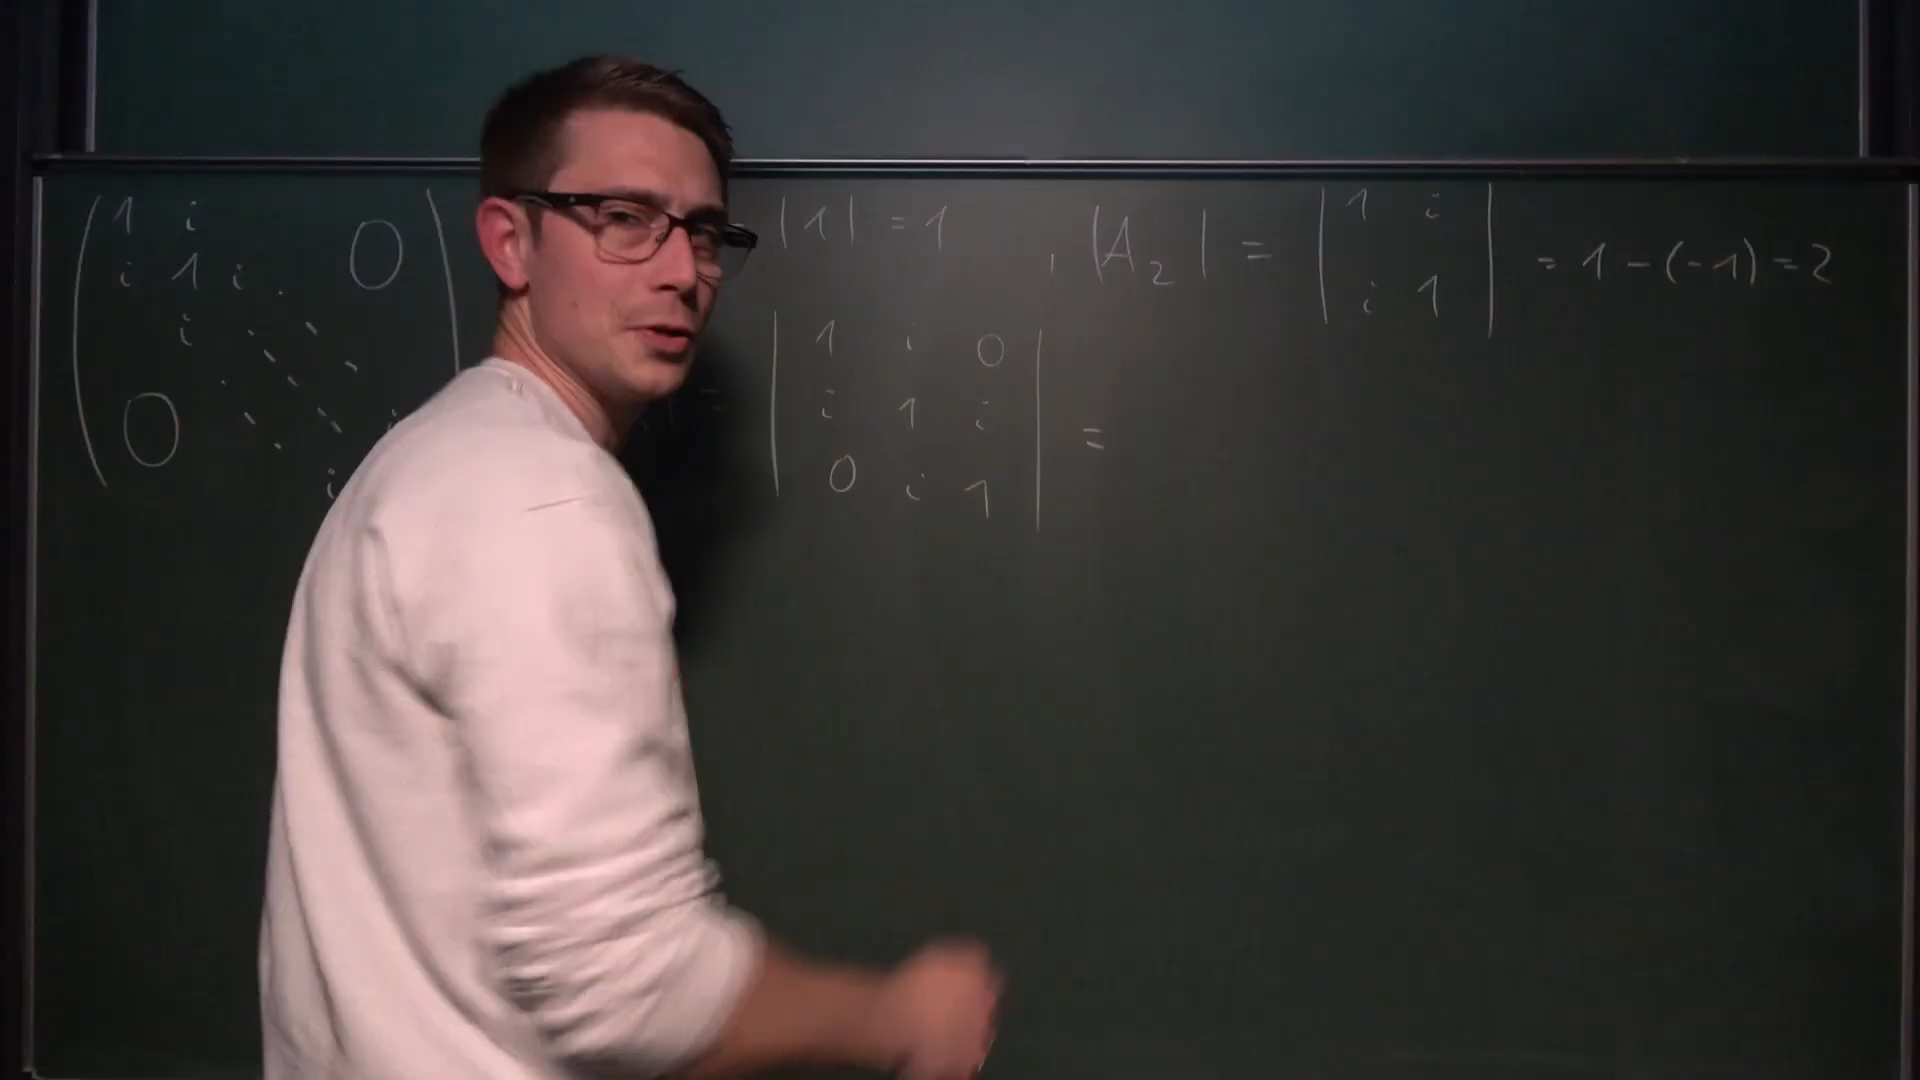 1 i
i 1 i 0
i
0
i
|1| = 1 , |A₂| = | 1 i
i 1 | = 1 - (-1) = 2
= | 1 i 0
i 1 i
0 i 1 | =